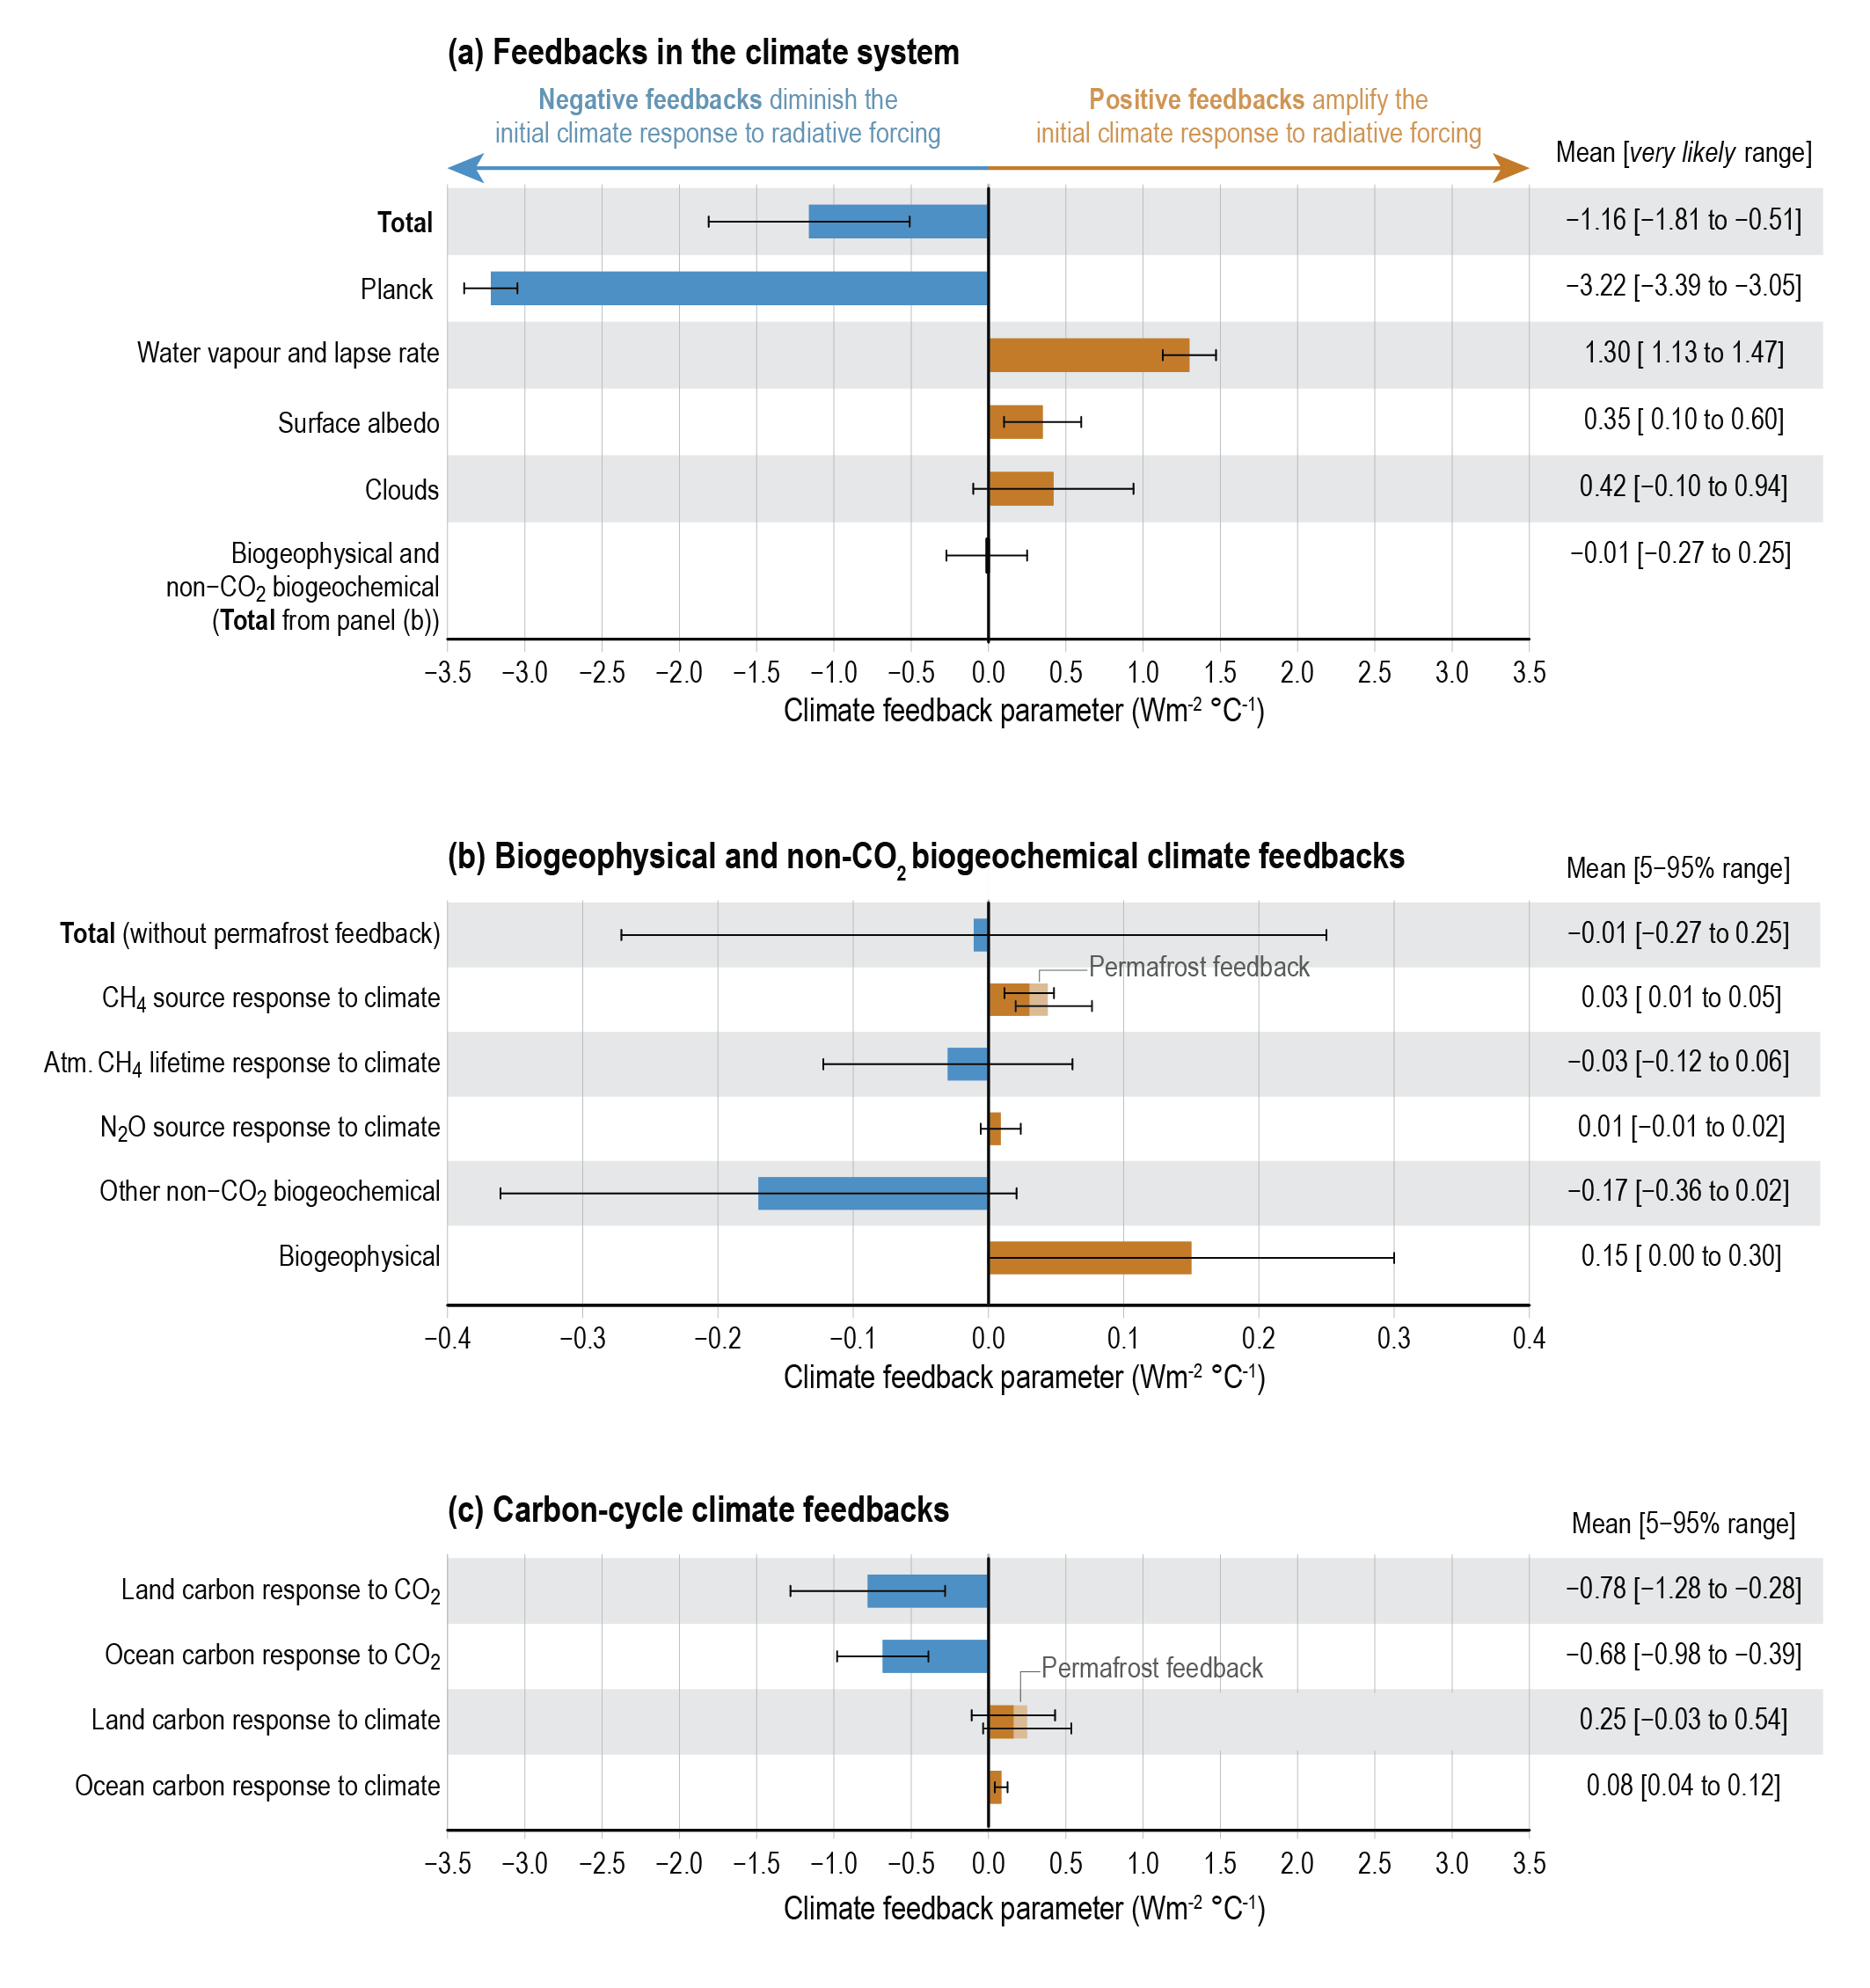 (a) Feedbacks in the climate system
Negative feedbacks diminish the
initial climate response to radiative forcing
Positive feedbacks amplify the
initial climate response to radiative forcing
Mean [very likely range]
Total
−1.16 [−1.81 to −0.51]
Planck
−3.22 [−3.39 to −3.05]
Water vapour and lapse rate
1.30 [ 1.13 to 1.47]
Surface albedo
0.35 [ 0.10 to 0.60]
Clouds
0.42 [−0.10 to 0.94]
Biogeophysical and
non−CO₂ biogeochemical
(Total from panel (b))
−0.01 [−0.27 to 0.25]
−3.5 −3.0 −2.5 −2.0 −1.5 −1.0 −0.5 0.0 0.5 1.0 1.5 2.0 2.5 3.0 3.5
Climate feedback parameter (Wm⁻² °C⁻¹)
(b) Biogeophysical and non-CO₂ biogeochemical climate feedbacks
Mean [5−95% range]
Total (without permafrost feedback)
−0.01 [−0.27 to 0.25]
Permafrost feedback
CH₄ source response to climate
0.03 [ 0.01 to 0.05]
Atm. CH₄ lifetime response to climate
−0.03 [−0.12 to 0.06]
N₂O source response to climate
0.01 [−0.01 to 0.02]
Other non−CO₂ biogeochemical
−0.17 [−0.36 to 0.02]
Biogeophysical
0.15 [ 0.00 to 0.30]
−0.4 −0.3 −0.2 −0.1 0.0 0.1 0.2 0.3 0.4
Climate feedback parameter (Wm⁻² °C⁻¹)
(c) Carbon-cycle climate feedbacks
Mean [5−95% range]
Land carbon response to CO₂
−0.78 [−1.28 to −0.28]
Ocean carbon response to CO₂
−0.68 [−0.98 to −0.39]
Permafrost feedback
Land carbon response to climate
0.25 [−0.03 to 0.54]
Ocean carbon response to climate
0.08 [0.04 to 0.12]
−3.5 −3.0 −2.5 −2.0 −1.5 −1.0 −0.5 0.0 0.5 1.0 1.5 2.0 2.5 3.0 3.5
Climate feedback parameter (Wm⁻² °C⁻¹)